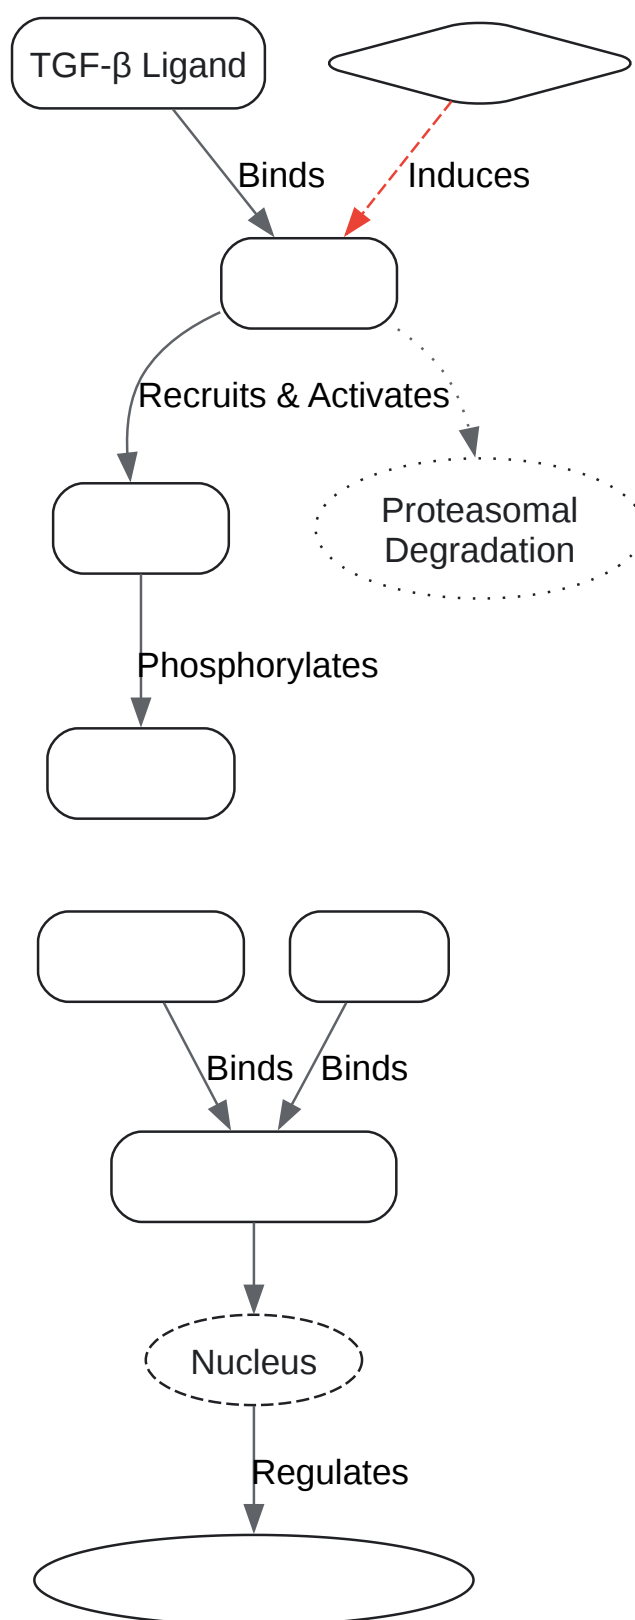 TGF-β Ligand
Binds
Induces
Recruits & Activates
Proteasomal
Degradation
Phosphorylates
Binds
Binds
Nucleus
Regulates